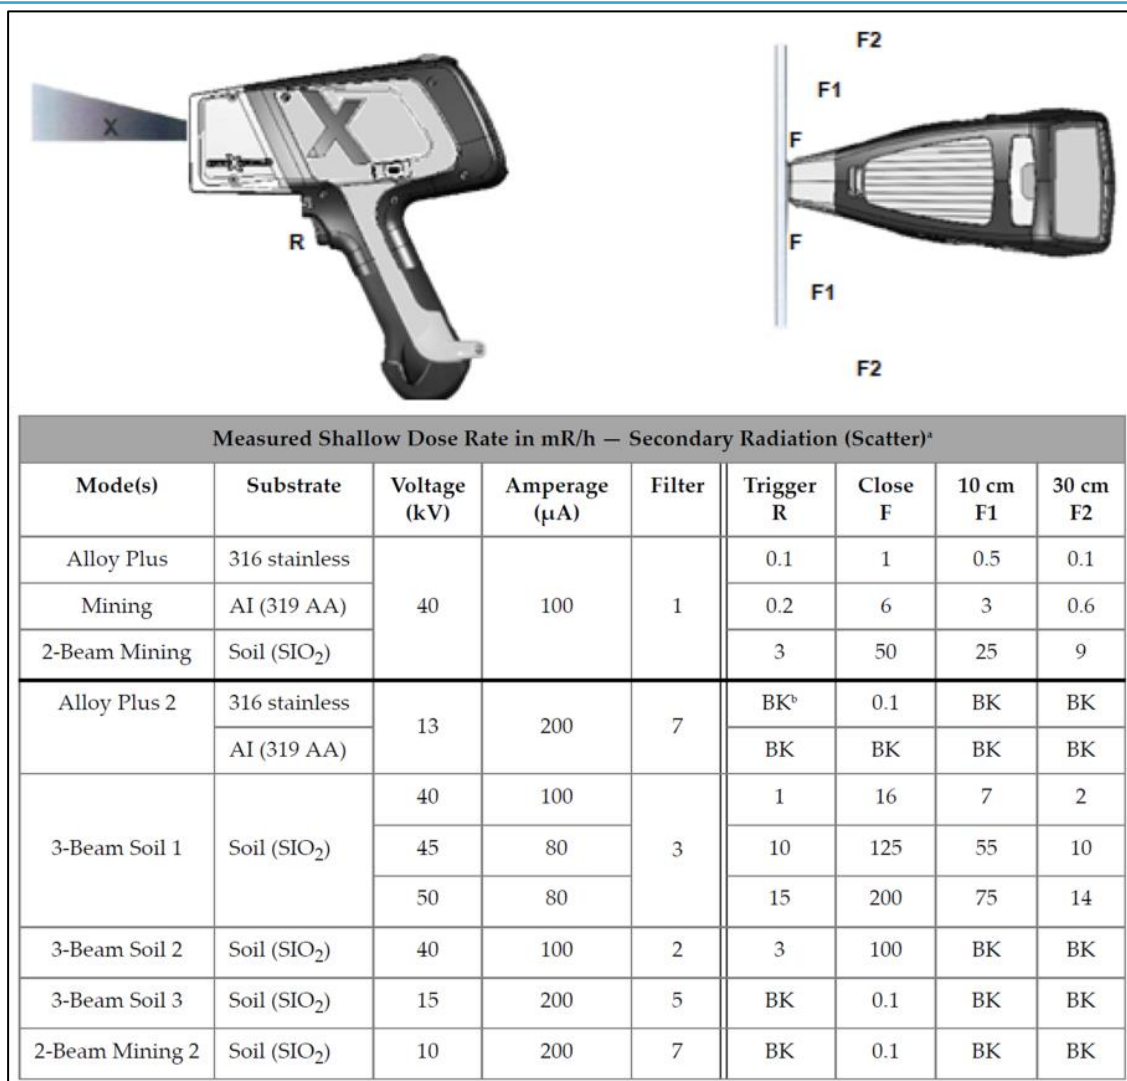 F2
F1
F
X
X
R
F
F1
F2
Measured Shallow Dose Rate in mR/h — Secondary Radiation (Scatter)ᵃ
Mode(s) Substrate Voltage (kV) Amperage (µA) Filter Trigger R Close F 10 cm F1 30 cm F2
Alloy Plus 316 stainless 40 100 1 0.1 1 0.5 0.1
Mining AI (319 AA) 0.2 6 3 0.6
2-Beam Mining Soil (SIO₂) 3 50 25 9
Alloy Plus 2 316 stainless 13 200 7 BKᵇ 0.1 BK BK
AI (319 AA) BK BK BK BK
3-Beam Soil 1 Soil (SIO₂) 40 100 3 1 16 7 2
45 80 10 125 55 10
50 80 15 200 75 14
3-Beam Soil 2 Soil (SIO₂) 40 100 2 3 100 BK BK
3-Beam Soil 3 Soil (SIO₂) 15 200 5 BK 0.1 BK BK
2-Beam Mining 2 Soil (SIO₂) 10 200 7 BK 0.1 BK BK